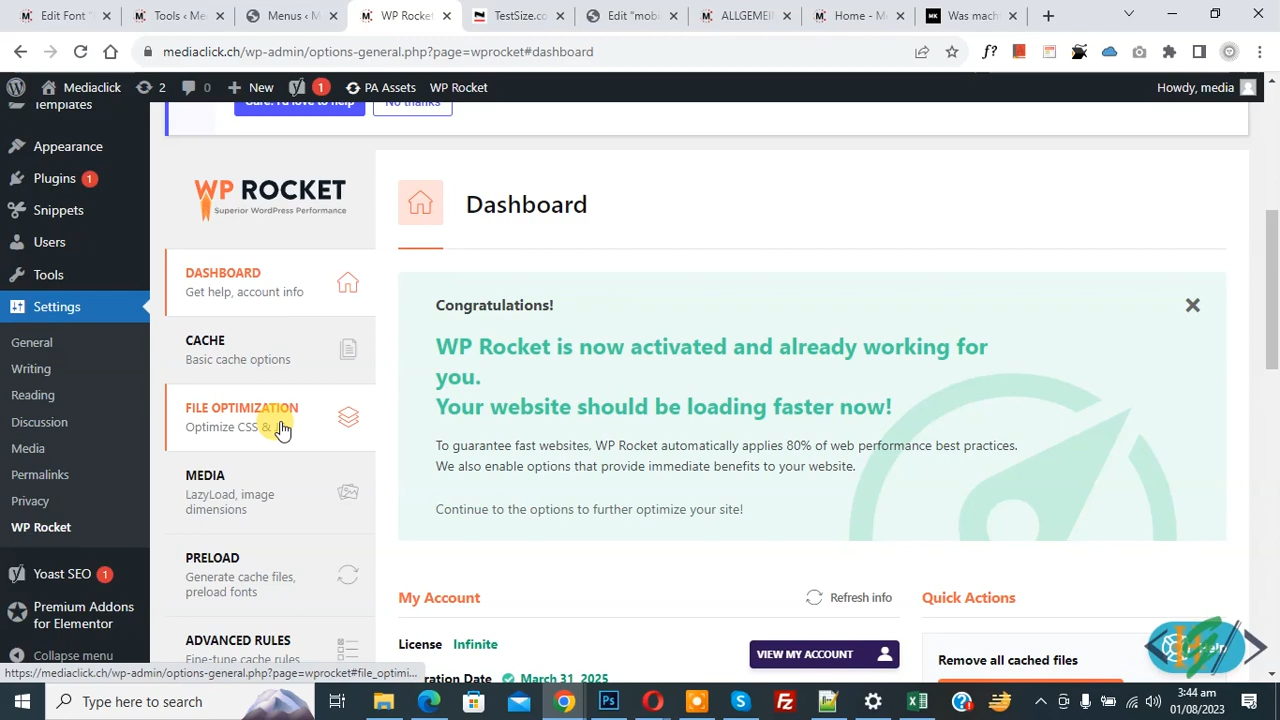 Edit Font "
Tools ‹ Me
Menus ‹ M
WP Rocket
TestSize.co
Edit "mobi
ALLGEMEI
Home - Me
Was mach
mediaclick.ch/wp-admin/options-general.php?page=wprocket#dashboard
Mediaclick 2 0 New 1 PA Assets WP Rocket Howdy, media
Templates
Sure! I'd love to help No thanks
Appearance
Plugins 1
Snippets
Users
Tools
Settings
General
Writing
Reading
Discussion
Media
Permalinks
Privacy
WP Rocket
Yoast SEO 1
Premium Addons
for Elementor
Collapse menu
WP ROCKET
Superior WordPress Performance
DASHBOARD
Get help, account info
CACHE
Basic cache options
FILE OPTIMIZATION
Optimize CSS &
MEDIA
LazyLoad, image
dimensions
PRELOAD
Generate cache files,
preload fonts
ADVANCED RULES
Fine-tune cache rules
Dashboard
Congratulations!
WP Rocket is now activated and already working for
you.
Your website should be loading faster now!
To guarantee fast websites, WP Rocket automatically applies 80% of web performance best practices.
We also enable options that provide immediate benefits to your website.
Continue to the options to further optimize your site!
My Account
Refresh info
Quick Actions
License Infinite
VIEW MY ACCOUNT
Remove all cached files
March 31, 2025
https://mediaclick.ch/wp-admin/options-general.php?page=wprocket#file_optimi...
Type here to search
3:44 am
01/08/2023